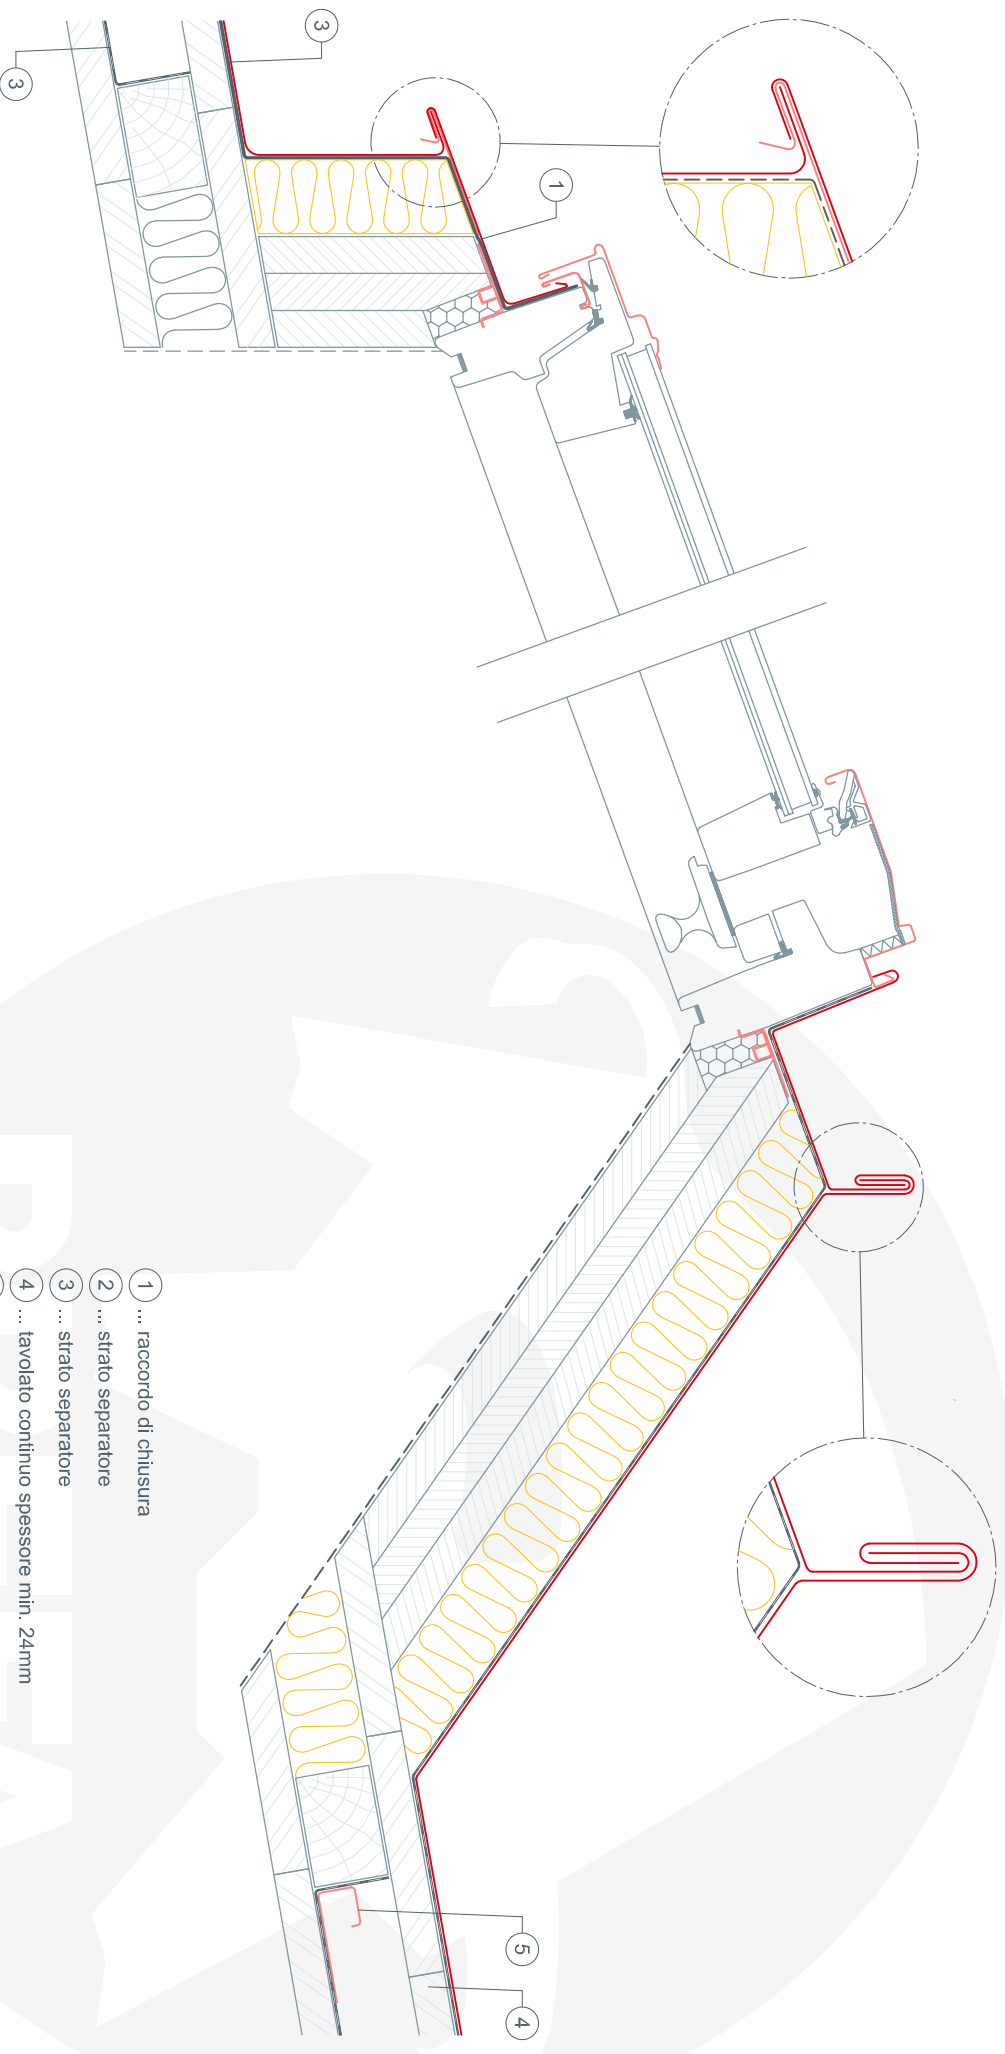 3
3
1
5
4
1 ... raccordo di chiusura
2 ... strato separatore
3 ... strato separatore
4 ... tavolato continuo spessore min. 24mm